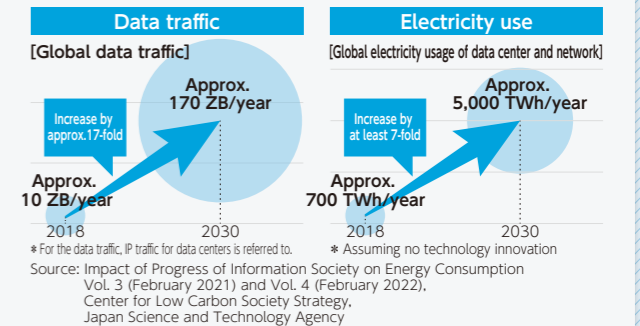 Data traffic
[Global data traffic]
Approx.
170 ZB/year
Increase by
approx.17-fold
Approx.
10 ZB/year
2018
2030
* For the data traffic, IP traffic for data centers is referred to.
Electricity use
[Global electricity usage of data center and network]
Approx.
5,000 TWh/year
Increase by
at least 7-fold
Approx.
700 TWh/year
2018
2030
* Assuming no technology innovation
Source: Impact of Progress of Information Society on Energy Consumption
Vol. 3 (February 2021) and Vol. 4 (February 2022),
Center for Low Carbon Society Strategy,
Japan Science and Technology Agency